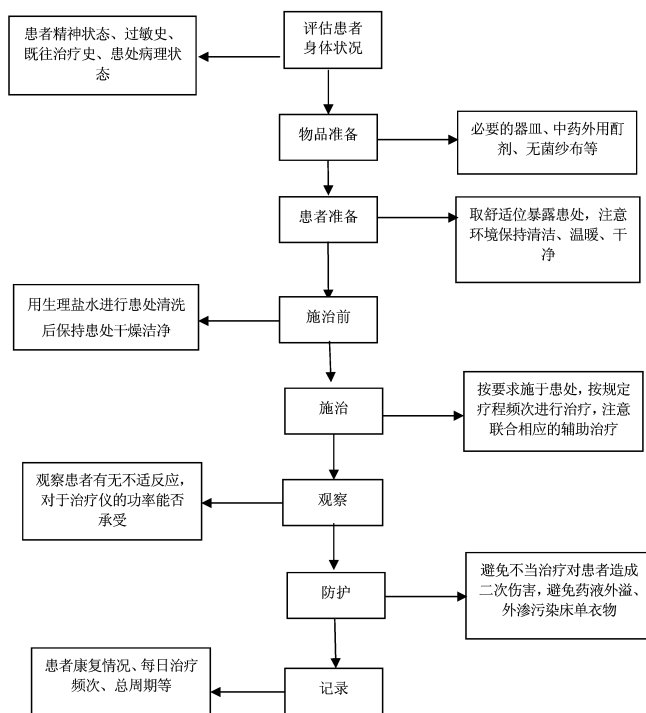 患者精神状态、过敏史、
既往治疗史、患处病理状
态
评估患者
身体状况
物品准备
必要的器皿、中药外用酊
剂、无菌纱布等
患者准备
取舒适位暴露患处，注意
环境保持清洁、温暖、干
净
用生理盐水进行患处清洗
后保持患处干燥洁净
施治前
施治
按要求施于患处，按规定
疗程频次进行治疗，注意
联合相应的辅助治疗
观察患者有无不适反应，
对于治疗仪的功率能否
承受
观察
防护
避免不当治疗对患者造成
二次伤害，避免药液外溢、
外渗污染床单衣物
患者康复情况、每日治疗
频次、总周期等
记录